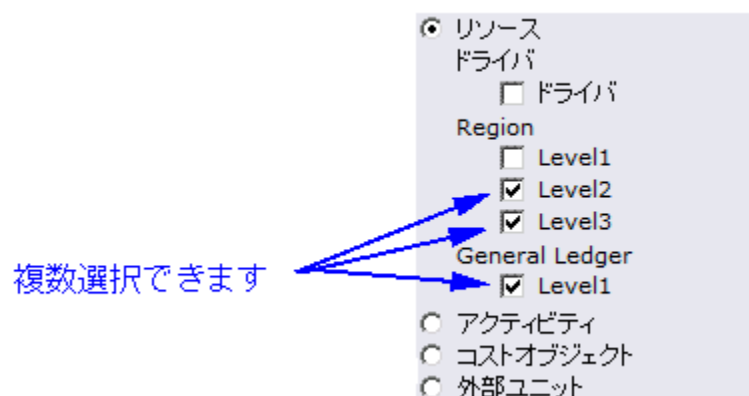 リソース
ドライバ
ドライバ
Region
Level1
Level2
Level3
General Ledger
複数選択できます
Level1
アクティビティ
コストオブジェクト
外部ユニット